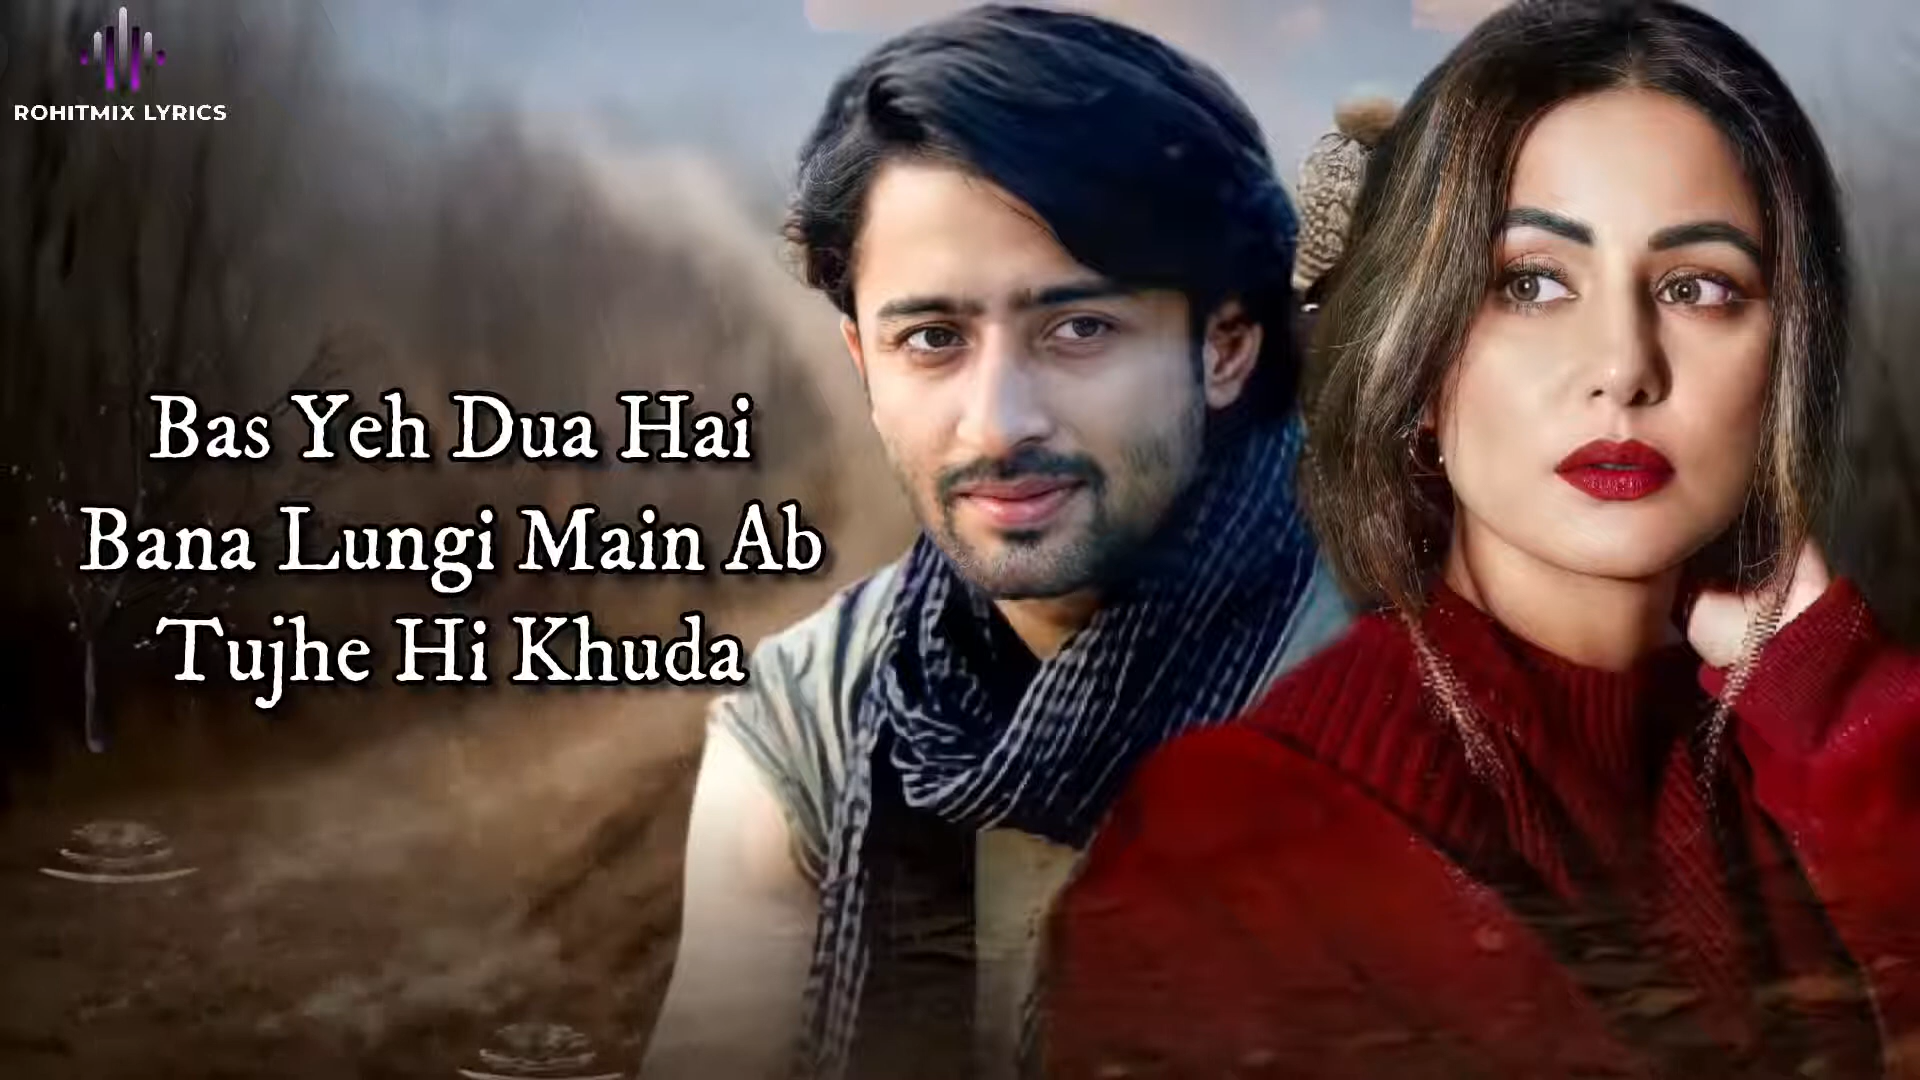 ROHITMIX LYRICS
Bas Yeh Dua Hai
Bana Lungi Main Ab
Tujhe Hi Khuda